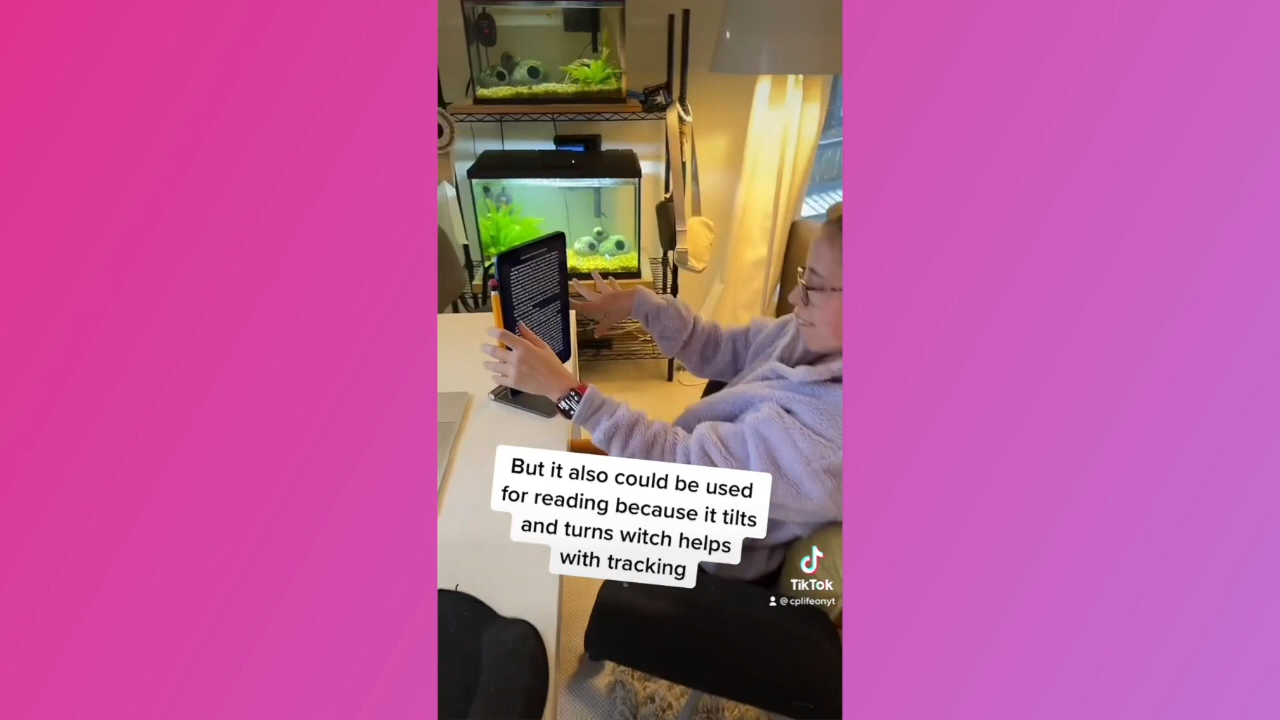 But it also could be used
for reading because it tilts
and turns witch helps
with tracking
TikTok
@cplifeonyt